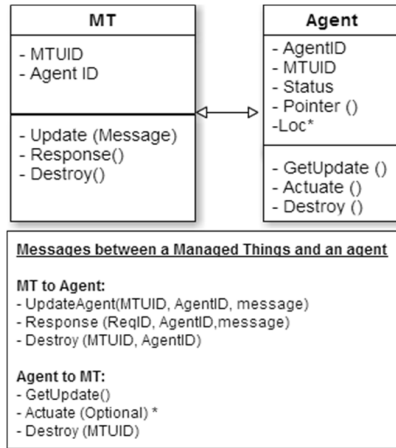 MT
- MTUID
- Agent ID
- Update (Message)
- Response()
- Destroy()
Agent
- AgentID
- MTUID
- Status
- Pointer ()
-Loc*
- GetUpdate ()
- Actuate ()
- Destroy ()
Messages between a Managed Things and an agent
MT to Agent:
- UpdateAgent(MTUID, AgentID, message)
- Response (ReqID, AgentID,message)
- Destroy (MTUID, AgentID)
Agent to MT:
- GetUpdate()
- Actuate (Optional) *
- Destroy (MTUID)